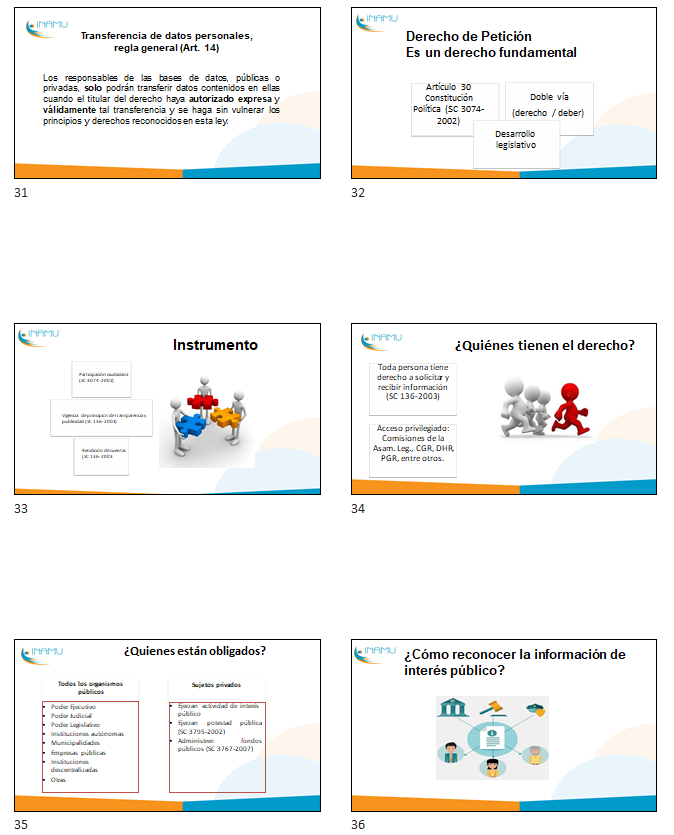 INAMU
Transferencia de datos personales,
regla general (Art. 14)
Los responsables de las bases de datos, públicas o
privadas, solo podrán transferir datos contenidos en ellas
cuando el titular del derecho haya autorizado expresa y
válidamente tal transferencia y se haga sin vulnerar los
principios y derechos reconocidos en esta ley.
31
INAMU
Derecho de Petición
Es un derecho fundamental
Artículo 30
Constitución
Política (SC 3074-
2002)
Doble vía
(derecho / deber)
Desarrollo
legislativo
32
INAMU
Instrumento
Participación ciudadana
(SC 3074-2002)
Vigencia de principios de transparencia y
publicidad (SC 136-2003)
Rendición de cuentas
(SC 136-2003
33
INAMU
¿Quiénes tienen el derecho?
Toda persona tiene
derecho a solicitar y
recibir información
(SC 136-2003)
Acceso privilegiado:
Comisiones de la
Asam. Leg., CGR, DHR,
PGR, entre otros.
34
INAMU
¿Quienes están obligados?
Todos los organismos
públicos
• Poder Ejecutivo
• Poder Judicial
• Poder Legislativo
• Instituciones autónomas
• Municipalidades
• Empresas públicas
• Instituciones
descentralizadas
• Otras
Sujetos privados
• Ejerzan actividad de interés
público
• Ejerzan potestad pública
(SC 3795-2002)
• Administren fondos
públicos (SC 3767-2007)
35
INAMU
¿Cómo reconocer la información de
interés público?
36